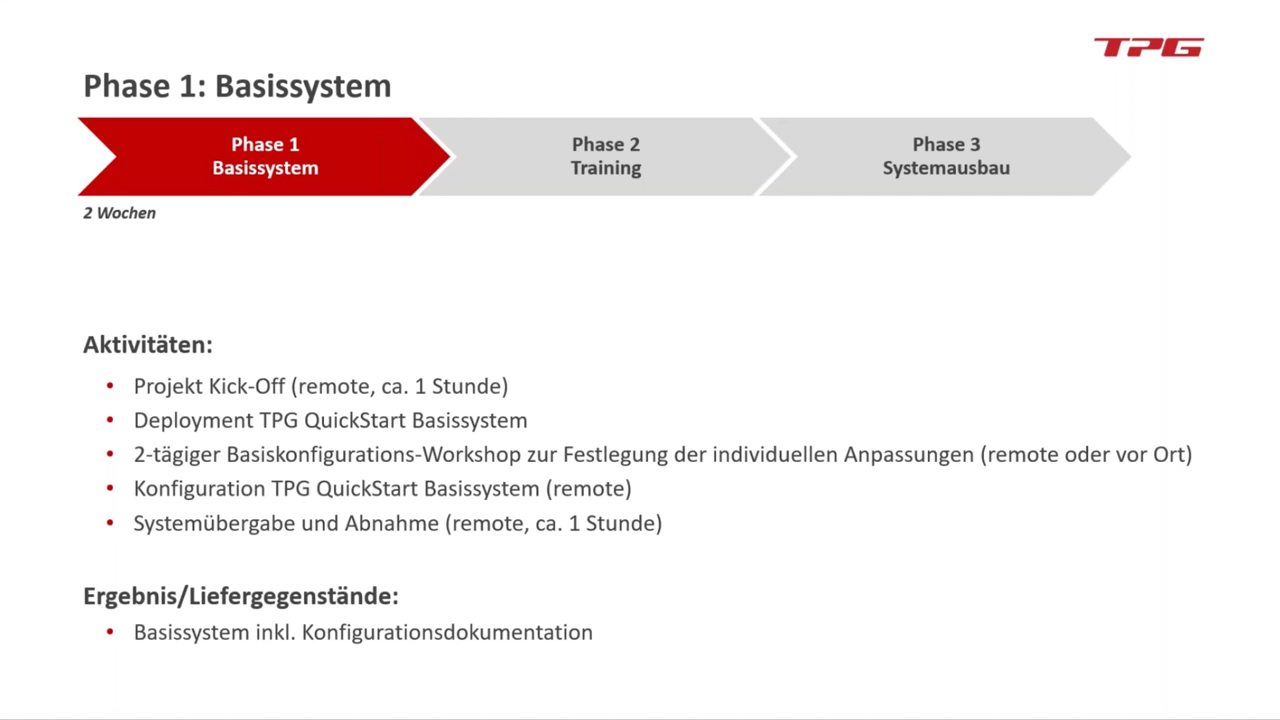 TPG
Phase 1: Basissystem
Phase 1
Basissystem
Phase 2
Training
Phase 3
Systemausbau
2 Wochen
Aktivitäten:
• Projekt Kick-Off (remote, ca. 1 Stunde)
• Deployment TPG QuickStart Basissystem
• 2-tägiger Basiskonfigurations-Workshop zur Festlegung der individuellen Anpassungen (remote oder vor Ort)
• Konfiguration TPG QuickStart Basissystem (remote)
• Systemübergabe und Abnahme (remote, ca. 1 Stunde)
Ergebnis/Liefergegenstände:
• Basissystem inkl. Konfigurationsdokumentation